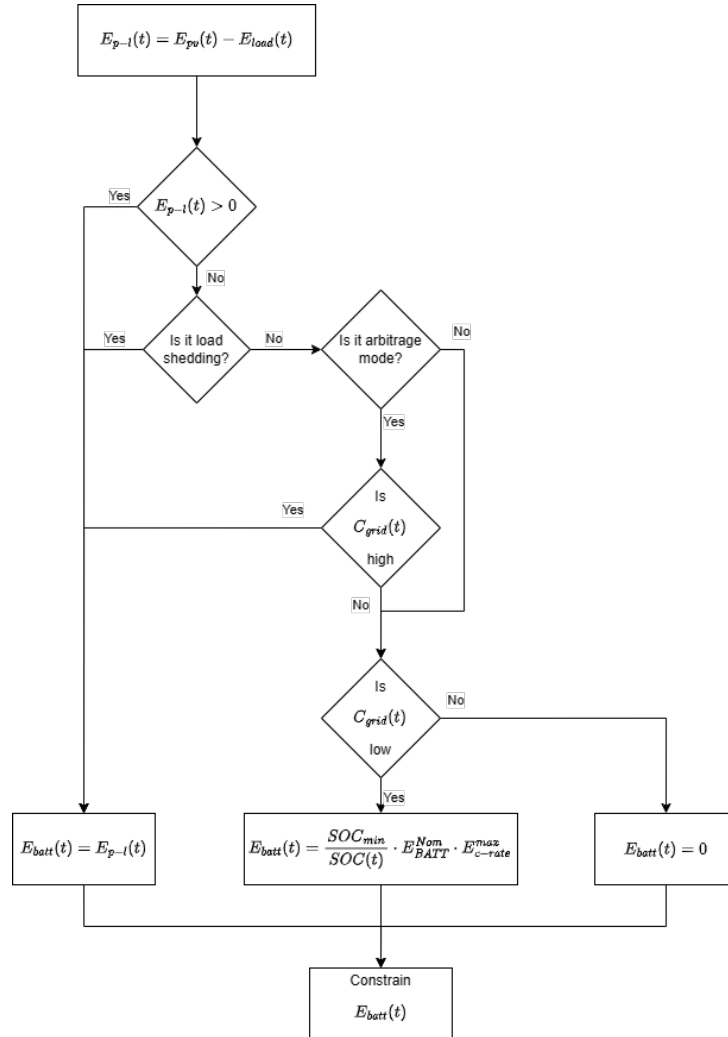 E_{p-l}(t) = E_{pv}(t) - E_{load}(t)
Yes
E_{p-l}(t) > 0
No
Yes
Is it load
shedding?
No
Is it arbitrage
mode?
No
Yes
Yes
Is
C_{grid}(t)
high
No
Is
C_{grid}(t)
low
No
Yes
E_{batt}(t) = E_{p-l}(t)
E_{batt}(t) = \frac{SOC_{min}}{SOC(t)} \cdot E_{BATT}^{Nom} \cdot E_{c-rate}^{max}
E_{batt}(t) = 0
Constrain
E_{batt}(t)